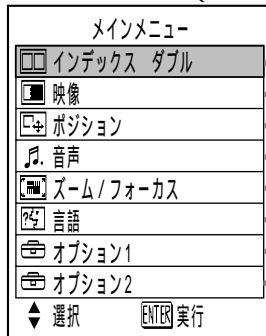 メインメニュー
インデックス ダブル
映像
ポジション
音声
ズーム/フォーカス
言語
オプション1
オプション2
選択 ENTER 実行